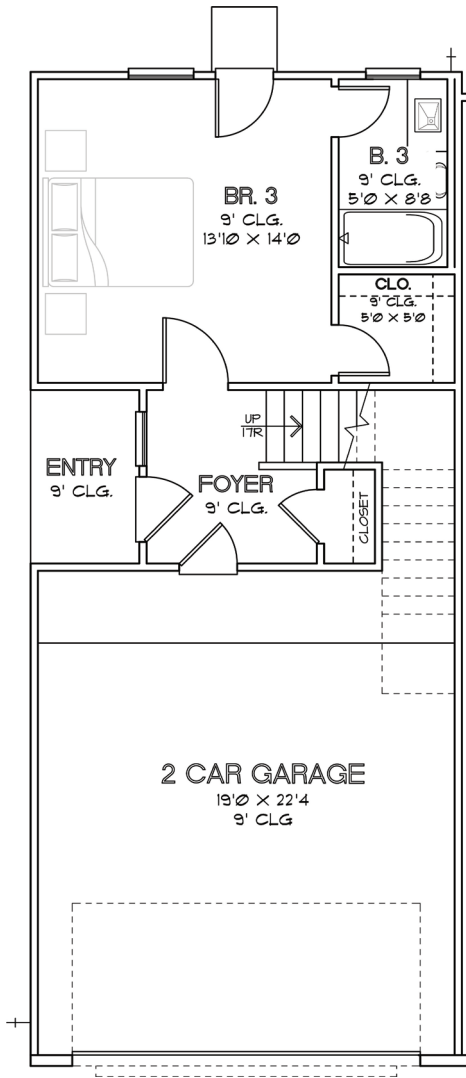 BR. 3
9' CLG.
13'10 X 14'0
B. 3
9' CLG.
5'0 X 8'8
CLO.
9' CLG.
5'0 X 5'0
UP
17R
ENTRY
9' CLG.
FOYER
9' CLG.
CLOSET
2 CAR GARAGE
19'0 X 22'4
9' CLG